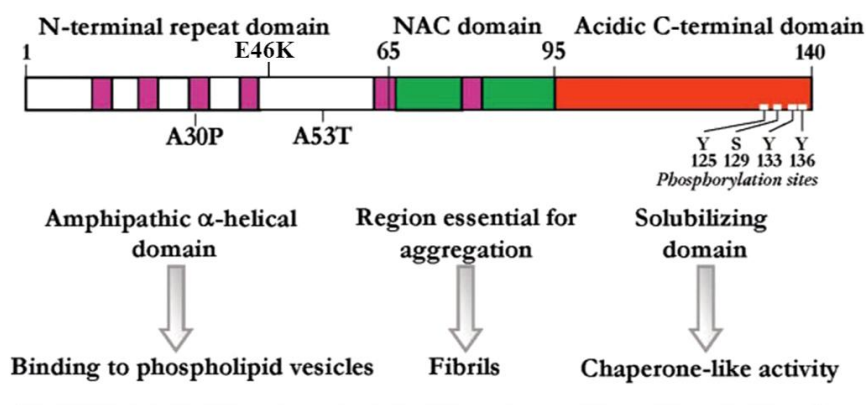 N-terminal repeat domain NAC domain Acidic C-terminal domain
1 E46K 65 95 140
A30P A53T
Y S Y Y
125 129 133 136
Phosphorylation sites
Amphipathic α-helical
domain
Region essential for
aggregation
Solubilizing
domain
Binding to phospholipid vesicles Fibrils Chaperone-like activity